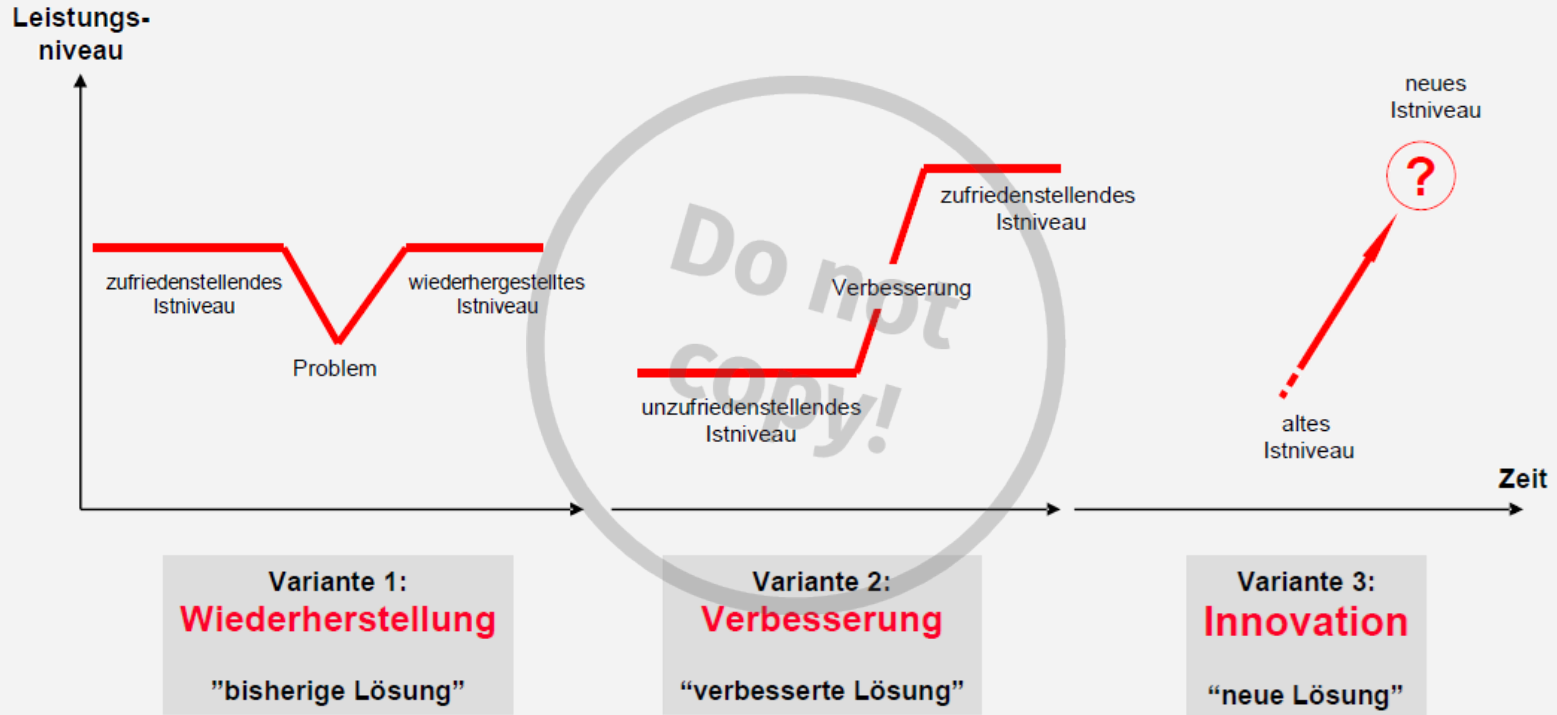 Leistungs-
niveau
zufriedenstellendes
Istniveau
Problem
wiederhergestelltes
Istniveau
unzufriedenstellendes
Istniveau
Verbesserung
zufriedenstellendes
Istniveau
altes
Istniveau
neues
Istniveau
?
Zeit
Do not
copy!
Variante 1:
Wiederherstellung
”bisherige Lösung”
Variante 2:
Verbesserung
“verbesserte Lösung”
Variante 3:
Innovation
“neue Lösung”